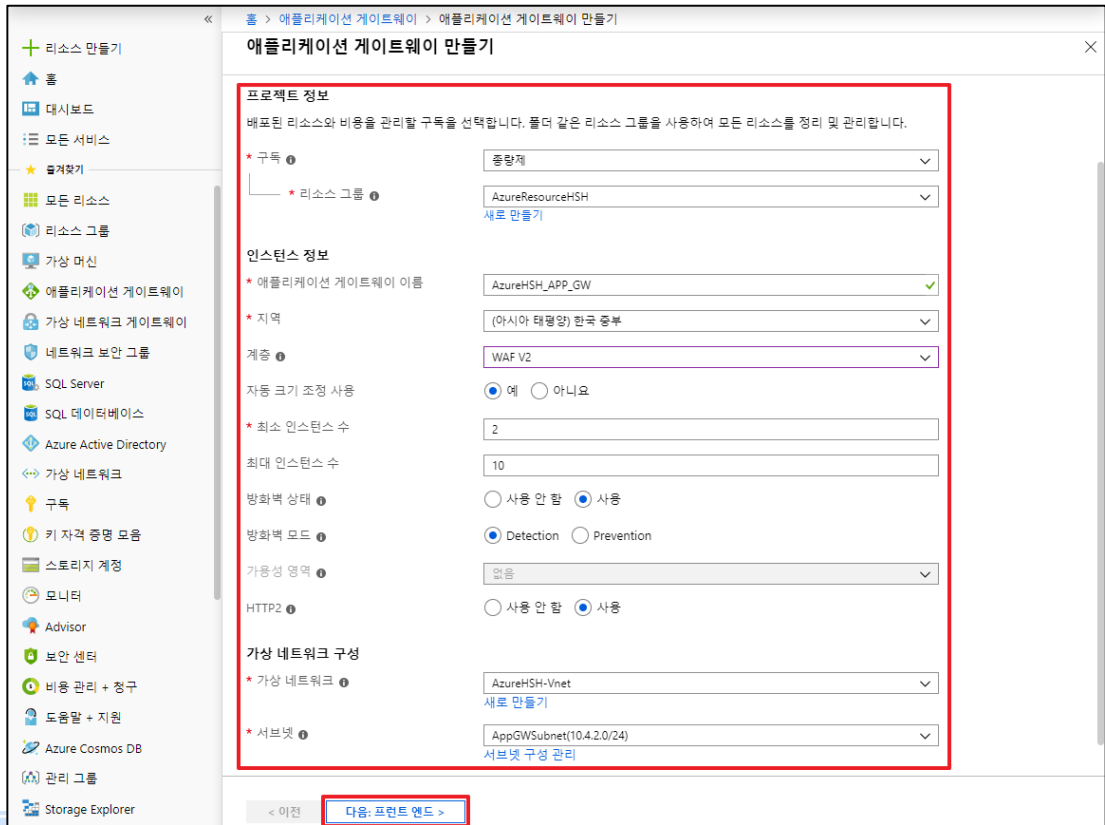 «
리소스 만들기
홈
대시보드
모든 서비스
즐겨찾기
모든 리소스
리소스 그룹
가상 머신
애플리케이션 게이트웨이
가상 네트워크 게이트웨이
네트워크 보안 그룹
SQL Server
SQL 데이터베이스
Azure Active Directory
가상 네트워크
구독
키 자격 증명 모음
스토리지 계정
모니터
Advisor
보안 센터
비용 관리 + 청구
도움말 + 지원
Azure Cosmos DB
관리 그룹
Storage Explorer
홈 > 애플리케이션 게이트웨이 > 애플리케이션 게이트웨이 만들기
애플리케이션 게이트웨이 만들기
프로젝트 정보
배포된 리소스와 비용을 관리할 구독을 선택합니다. 폴더 같은 리소스 그룹을 사용하여 모든 리소스를 정리 및 관리합니다.
* 구독 종량제
* 리소스 그룹 AzureResourceHSH
새로 만들기
인스턴스 정보
* 애플리케이션 게이트웨이 이름 AzureHSH_APP_GW
* 지역 (아시아 태평양) 한국 중부
계층 WAF V2
자동 크기 조정 사용 예 아니요
* 최소 인스턴스 수 2
최대 인스턴스 수 10
방화벽 상태 사용 안 함 사용
방화벽 모드 Detection Prevention
가용성 영역 없음
HTTP2 사용 안 함 사용
가상 네트워크 구성
* 가상 네트워크 AzureHSH-Vnet
새로 만들기
* 서브넷 AppGWSubnet(10.4.2.0/24)
서브넷 구성 관리
< 이전 다음: 프런트 엔드 >